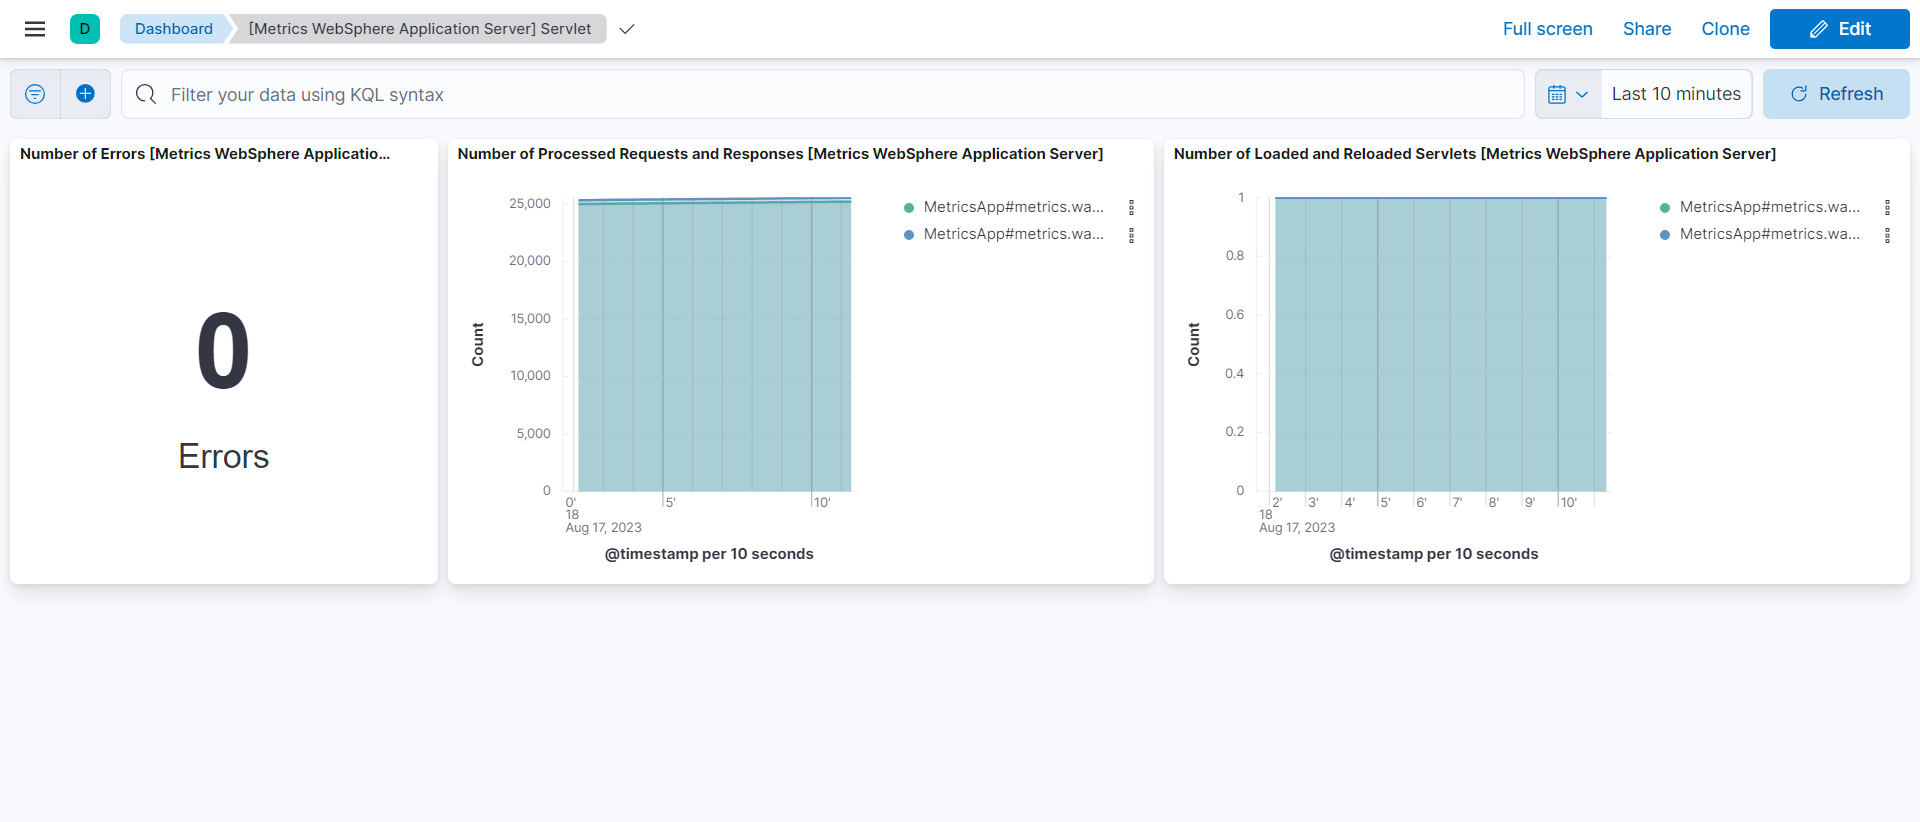 D
Dashboard
[Metrics WebSphere Application Server] Servlet
Full screen
Share
Clone
Edit
Filter your data using KQL syntax
Last 10 minutes
Refresh
Number of Errors [Metrics WebSphere Applicatio...
0
Errors
Number of Processed Requests and Responses [Metrics WebSphere Application Server]
Count
25,000
20,000
15,000
10,000
5,000
0
0' 5' 10'
18
Aug 17, 2023
@timestamp per 10 seconds
MetricsApp#metrics.wa...
MetricsApp#metrics.wa...
Number of Loaded and Reloaded Servlets [Metrics WebSphere Application Server]
Count
1
0.8
0.6
0.4
0.2
0
2' 3' 4' 5' 6' 7' 8' 9' 10'
18
Aug 17, 2023
@timestamp per 10 seconds
MetricsApp#metrics.wa...
MetricsApp#metrics.wa...